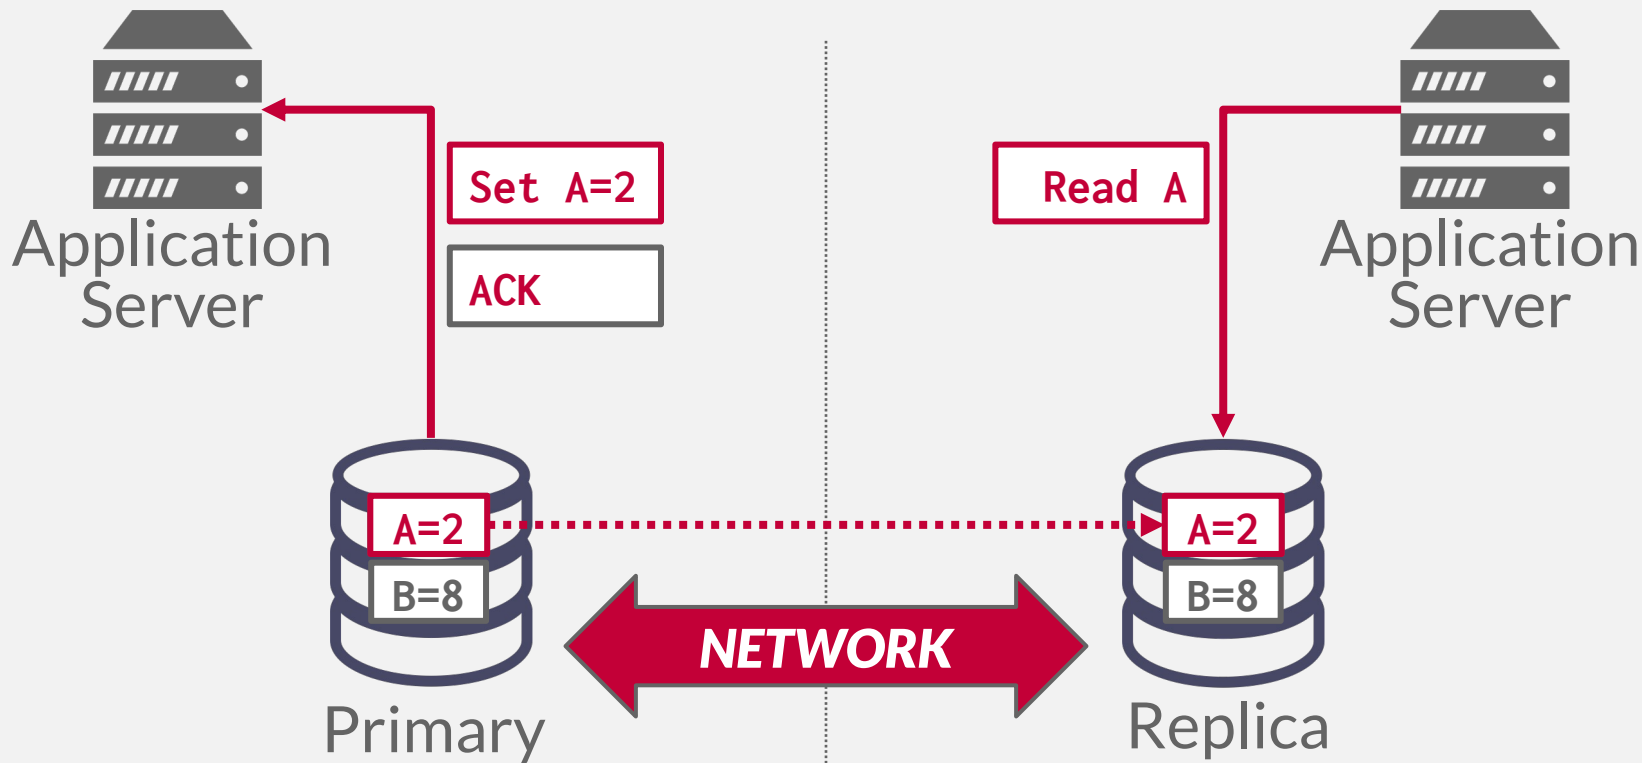 Set A=2
Read A
Application
Server
Application
Server
ACK
A=2
A=2
B=8
B=8
NETWORK
Primary
Replica